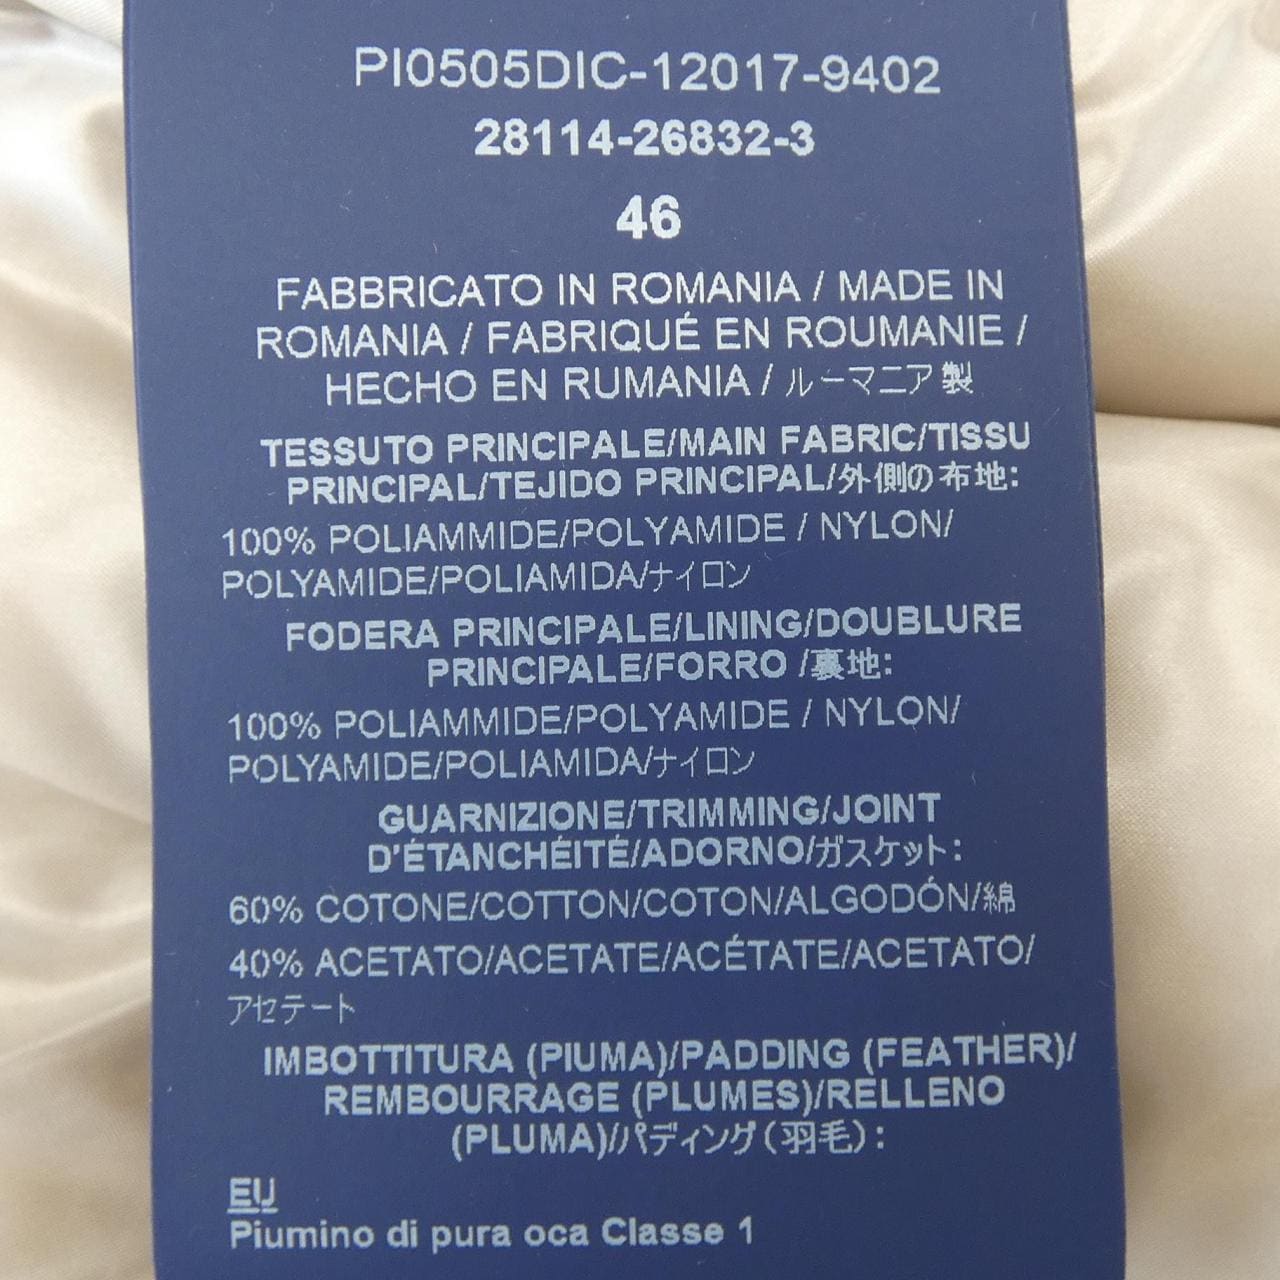 PI0505DIC-12017-9402
28114-26832-3
46
FABBRICATO IN ROMANIA / MADE IN
ROMANIA / FABRIQUÉ EN ROUMANIE /
HECHO EN RUMANIA / ルーマニア製
TESSUTO PRINCIPALE/MAIN FABRIC/TISSU
PRINCIPAL/TEJIDO PRINCIPAL/外側の布地:
100% POLIAMMIDE/POLYAMIDE / NYLON/
POLYAMIDE/POLIAMIDA/ナイロン
FODERA PRINCIPALE/LINING/DOUBLURE
PRINCIPALE/FORRO /裏地:
100% POLIAMMIDE/POLYAMIDE / NYLON/
POLYAMIDE/POLIAMIDA/ナイロン
GUARNIZIONE/TRIMMING/JOINT
D'ÉTANCHÉITÉ/ADORNO/ガスケット:
60% COTONE/COTTON/COTON/ALGODÓN/綿
40% ACETATO/ACETATE/ACÉTATE/ACETATO/
アセテート
IMBOTTITURA (PIUMA)/PADDING (FEATHER)/
REMBOURRAGE (PLUMES)/RELLENO
(PLUMA)/パディング(羽毛):
EU
Piumino di pura oca Classe 1